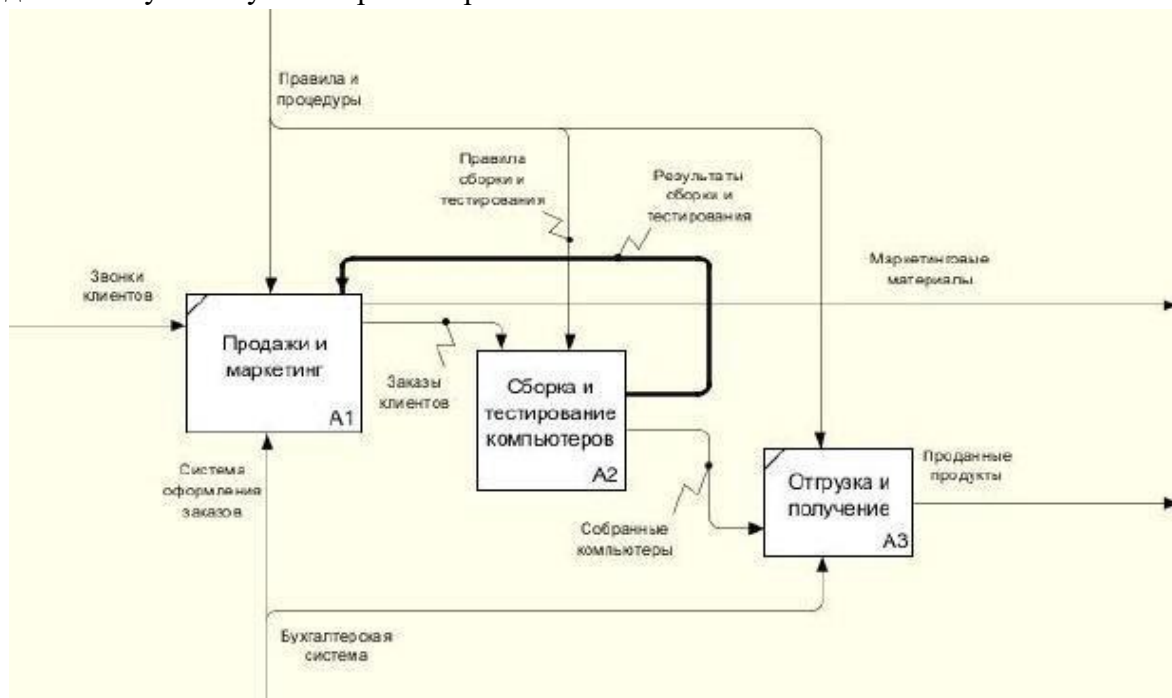 Правила и
процедуры
Правила
сборки и
тестирования
Результаты
сборки и
тестирования
Маркетинговые
материалы
Звонки
клиентов
Продажи и
маркетинг
A1
Заказы
клиентов
Сборка и
тестирование
компьютеров
A2
Система
оформления
заказов
Собранные
компьютеры
Отгрузка и
получение
A3
Проданные
продукты
Бухгалтерская
система